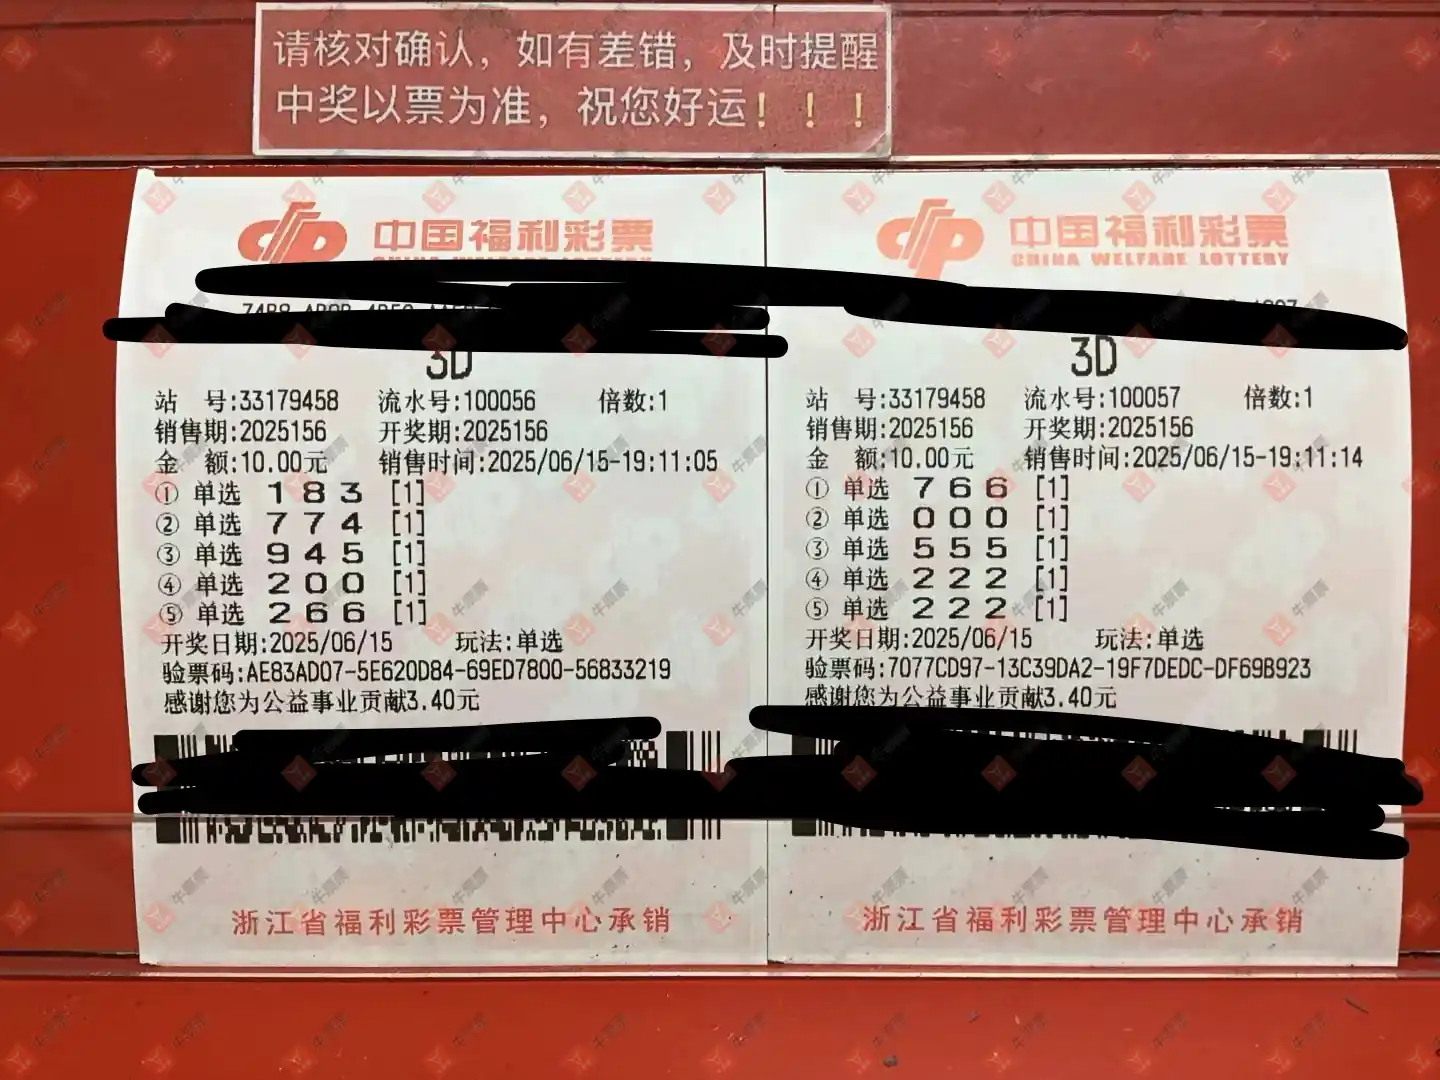 请核对确认，如有差错，及时提醒
中奖以票为准，祝您好运！！！
中国福利彩票
3D
站 号:33179458 流水号:100056 倍数:1
销售期:2025156 开奖期:2025156
金 额:10.00元 销售时间:2025/06/15-19:11:05
① 单选 1 8 3 [1]
② 单选 7 7 4 [1]
③ 单选 9 4 5 [1]
④ 单选 2 0 0 [1]
⑤ 单选 2 6 6 [1]
开奖日期:2025/06/15 玩法:单选
验票码:AE83AD07-5E620D84-69ED7800-56833219
感谢您为公益事业贡献3.40元
浙江省福利彩票管理中心承销
中国福利彩票
CHINA WELFARE LOTTERY
3D
站 号:33179458 流水号:100057 倍数:1
销售期:2025156 开奖期:2025156
金 额:10.00元 销售时间:2025/06/15-19:11:14
① 单选 7 6 6 [1]
② 单选 0 0 0 [1]
③ 单选 5 5 5 [1]
④ 单选 2 2 2 [1]
⑤ 单选 2 2 2 [1]
开奖日期:2025/06/15 玩法:单选
验票码:7077CD97-13C39DA2-19F7DEDC-DF69B923
感谢您为公益事业贡献3.40元
浙江省福利彩票管理中心承销